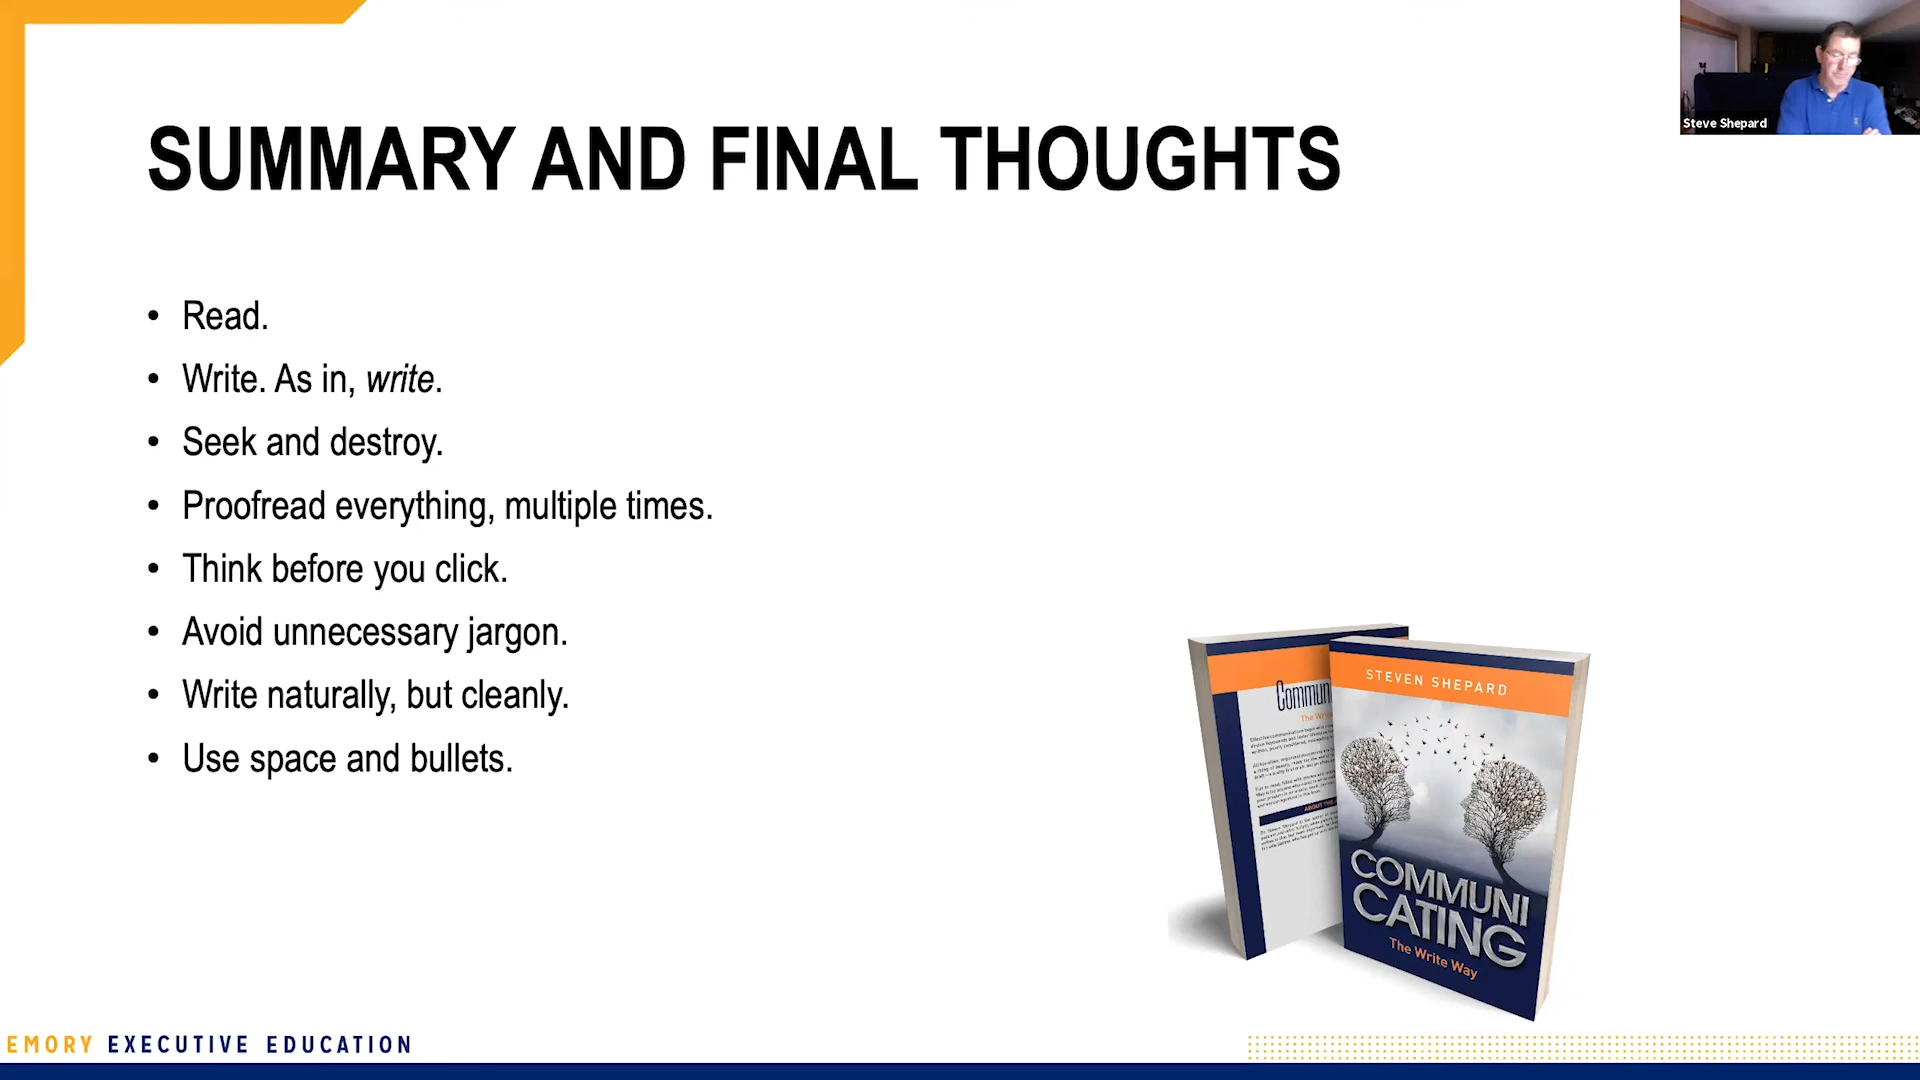 Steve Shepard
SUMMARY AND FINAL THOUGHTS
• Read.
• Write. As in, write.
• Seek and destroy.
• Proofread everything, multiple times.
• Think before you click.
• Avoid unnecessary jargon.
• Write naturally, but cleanly.
• Use space and bullets.
STEVEN SHEPARD
COMMUNI
CATING
The Write Way
EMORY EXECUTIVE EDUCATION